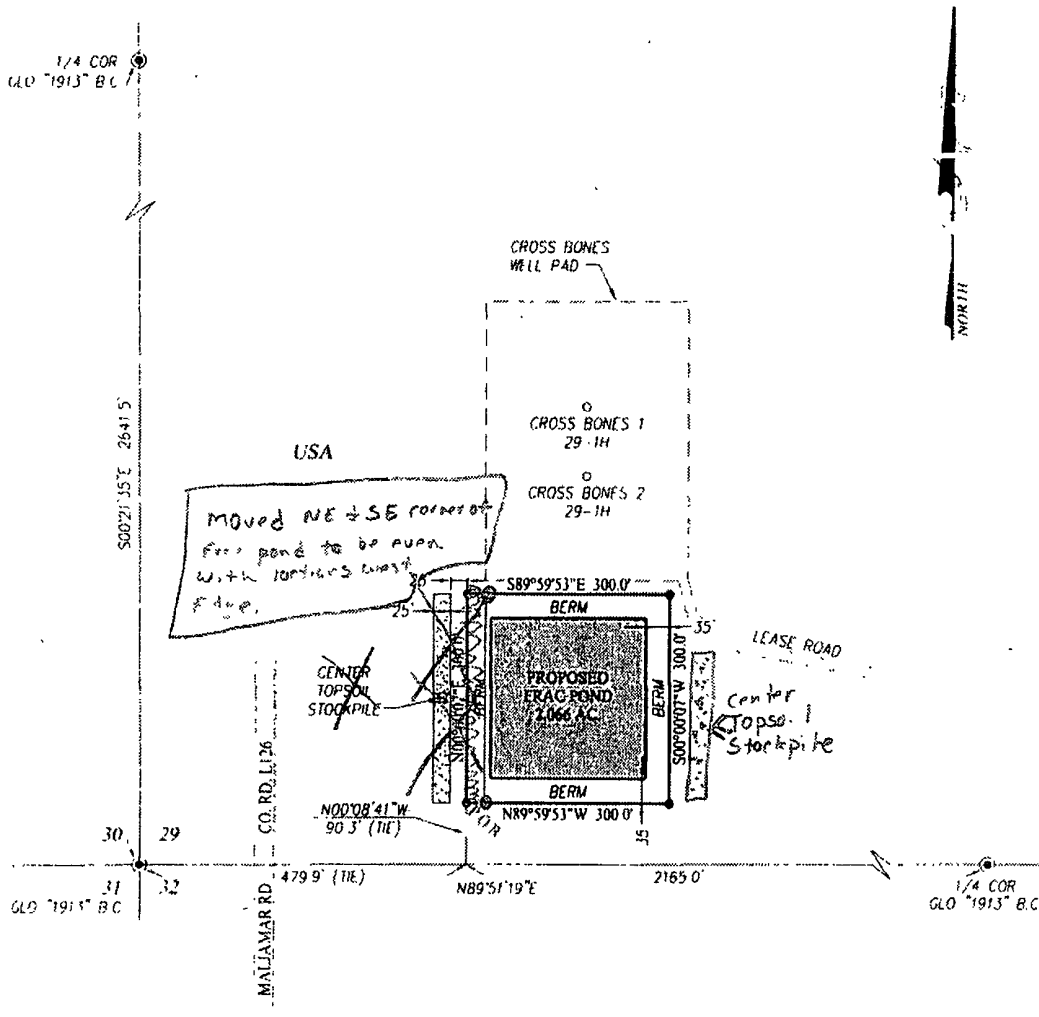 1/4 COR
GLO "1913" B.C
NORTH
CROSS BONES
WELL PAD
S00°21'35"E 2641.5'
CROSS BONES 1
29-1H
USA
CROSS BONES 2
29-1H
Moved NE & SE corner of
pond to be even
with west
Edge.
S89°59'53"E 300.0'
25
BERM
35'
LEASE ROAD
CENTER
TOPSOIL
STOCKPILE
BERM
PROPOSED
FRAC POND
2.066 AC.
BERM
S00°00'07"W 300.0'
Center
Topsoil
Stockpile
BERM
N00°08'41"W
90.3' (TIE)
N89°59'53"W 300.0'
35'
MALJAMAR RD CO. RD. L126
30 29
31 32
GLO "1913" B.C
479.9' (TIE)
N89°51'19"E
2165.0'
1/4 COR
GLO "1913" B.C